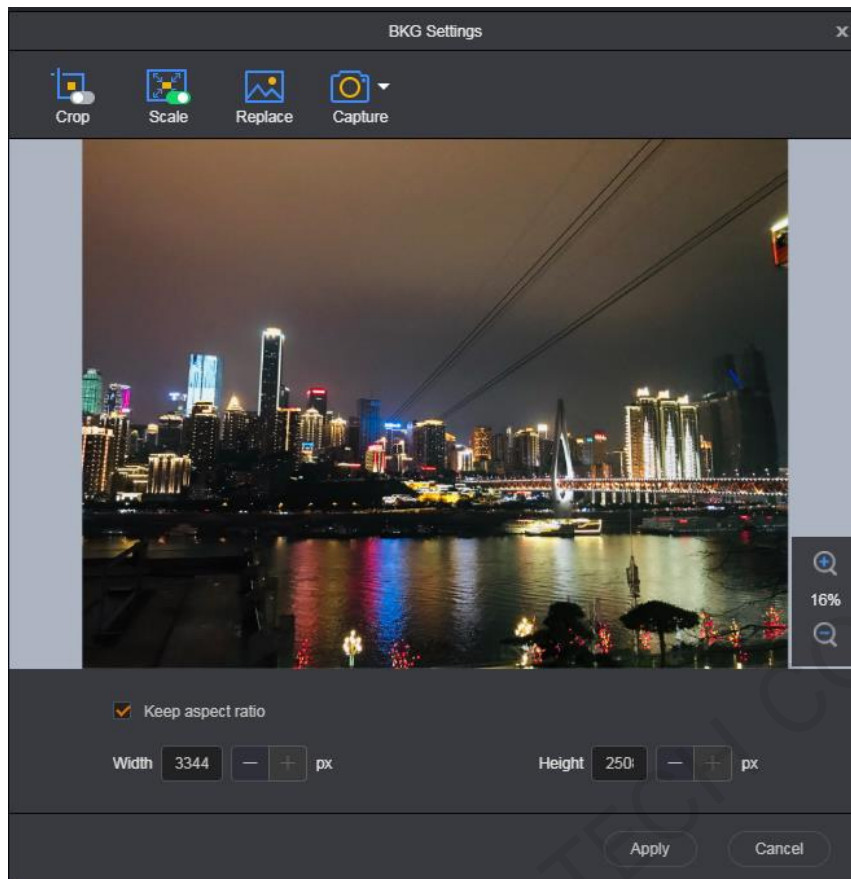 BKG Settings
Crop
Scale
Replace
Capture
16%
Keep aspect ratio
Width 3344 px
Height px
Apply
Cancel